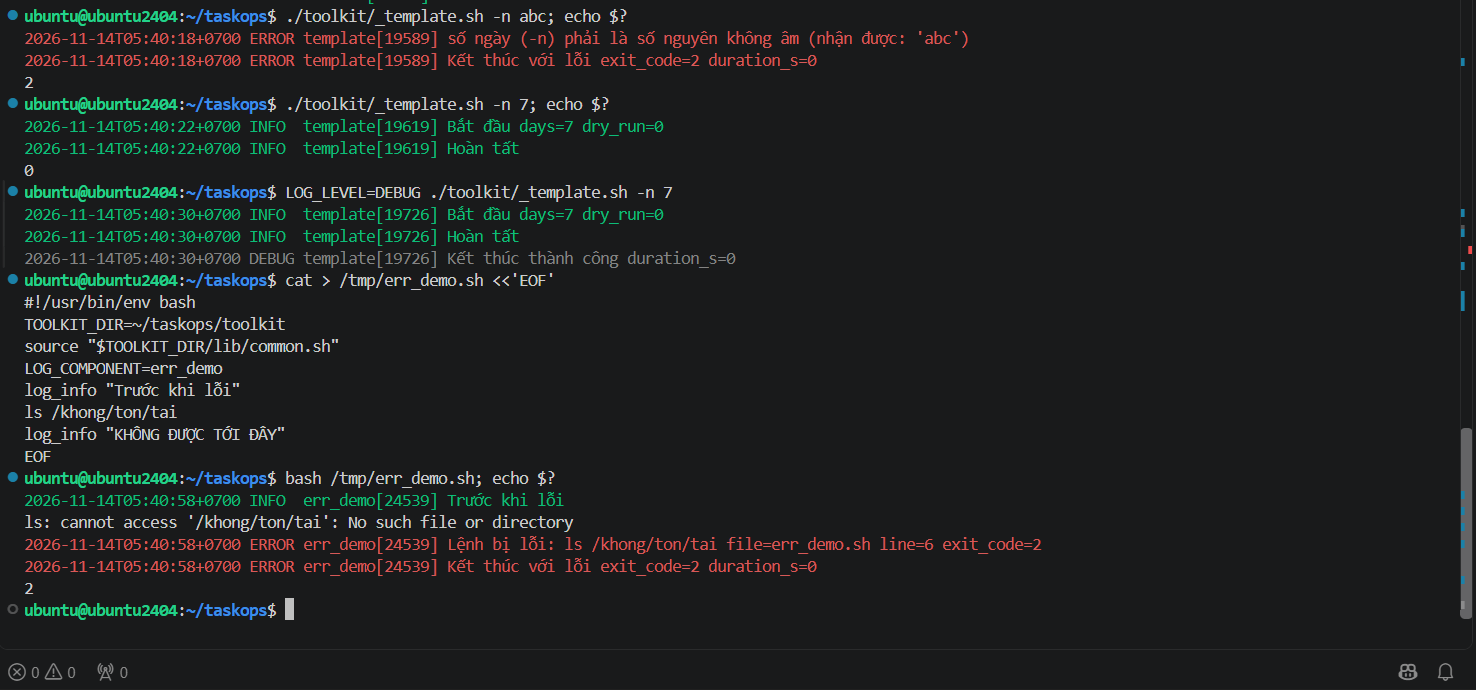 ubuntu@ubuntu2404:~/taskops$ ./toolkit/_template.sh -n abc; echo $?
2026-11-14T05:40:18+0700 ERROR template[19589] số ngày (-n) phải là số nguyên không âm (nhận được: 'abc')
2026-11-14T05:40:18+0700 ERROR template[19589] Kết thúc với lỗi exit_code=2 duration_s=0
2
ubuntu@ubuntu2404:~/taskops$ ./toolkit/_template.sh -n 7; echo $?
2026-11-14T05:40:22+0700 INFO  template[19619] Bắt đầu days=7 dry_run=0
2026-11-14T05:40:22+0700 INFO  template[19619] Hoàn tất
0
ubuntu@ubuntu2404:~/taskops$ LOG_LEVEL=DEBUG ./toolkit/_template.sh -n 7
2026-11-14T05:40:30+0700 INFO  template[19726] Bắt đầu days=7 dry_run=0
2026-11-14T05:40:30+0700 INFO  template[19726] Hoàn tất
2026-11-14T05:40:30+0700 DEBUG template[19726] Kết thúc thành công duration_s=0
ubuntu@ubuntu2404:~/taskops$ cat > /tmp/err_demo.sh <<'EOF'
#!/usr/bin/env bash
TOOLKIT_DIR=~/taskops/toolkit
source "$TOOLKIT_DIR/lib/common.sh"
LOG_COMPONENT=err_demo
log_info "Trước khi lỗi"
ls /khong/ton/tai
log_info "KHÔNG ĐƯỢC TỚI ĐÂY"
EOF
ubuntu@ubuntu2404:~/taskops$ bash /tmp/err_demo.sh; echo $?
2026-11-14T05:40:58+0700 INFO  err_demo[24539] Trước khi lỗi
ls: cannot access '/khong/ton/tai': No such file or directory
2026-11-14T05:40:58+0700 ERROR err_demo[24539] Lệnh bị lỗi: ls /khong/ton/tai file=err_demo.sh line=6 exit_code=2
2026-11-14T05:40:58+0700 ERROR err_demo[24539] Kết thúc với lỗi exit_code=2 duration_s=0
2
ubuntu@ubuntu2404:~/taskops$
0 0 0